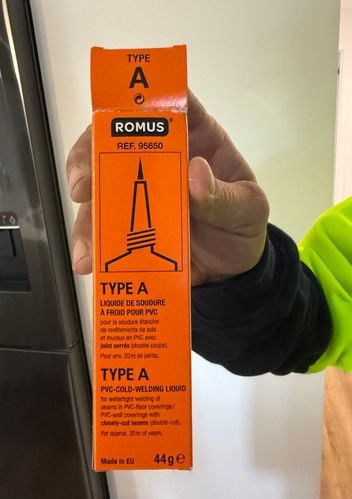 TYPE
A
ROMUS®
REF. 95650
TYPE A
LIQUIDE DE SOUDURE
À FROID POUR PVC
pour la soudure étanche
de revêtements de sols
et muraux en PVC avec
joint serrés (double coupe).
Pour env. 20 m de joints.
TYPE A
PVC-COLD-WELDING LIQUID
for watertight welding of
seams in PVC-floor coverings/
PVC-wall coverings with
closely-cut seams (double-cut).
For approx. 20 m of seam.
Made in EU
44g e